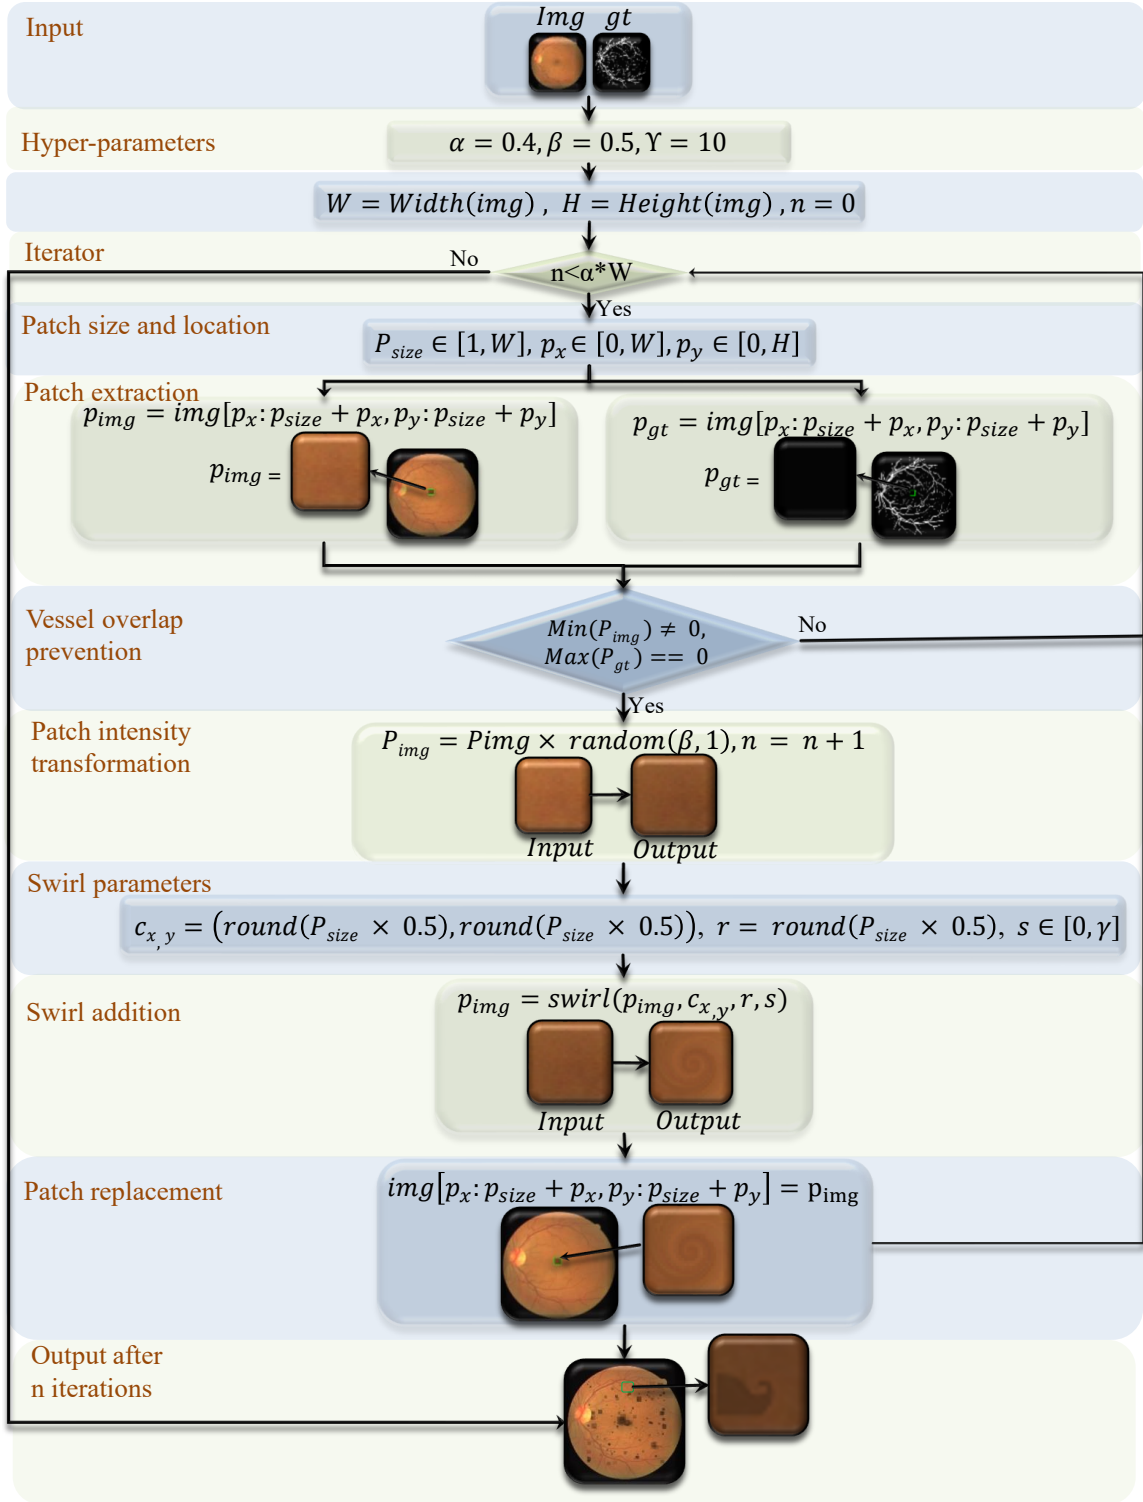 Input
Img gt
Hyper-parameters
α = 0.4, β = 0.5, ϒ = 10
W = Width(img) , H = Height(img) , n = 0
Iterator
No
n<α*W
Yes
Patch size and location
P_size ∈ [1, W], p_x ∈ [0, W], p_y ∈ [0, H]
Patch extraction
p_img = img[p_x: p_size + p_x, p_y: p_size + p_y]
p_img =
p_gt = img[p_x: p_size + p_x, p_y: p_size + p_y]
p_gt =
Vessel overlap
prevention
Min(P_img) ≠ 0,
Max(P_gt) == 0
No
Yes
Patch intensity
transformation
P_img = Pimg × random(β, 1), n = n + 1
Input Output
Swirl parameters
c_x,y = (round(P_size × 0.5), round(P_size × 0.5)), r = round(P_size × 0.5), s ∈ [0, γ]
Swirl addition
p_img = swirl(p_img, c_x,y, r, s)
Input Output
Patch replacement
img[p_x: p_size + p_x, p_y: p_size + p_y] = p_img
Output after
n iterations